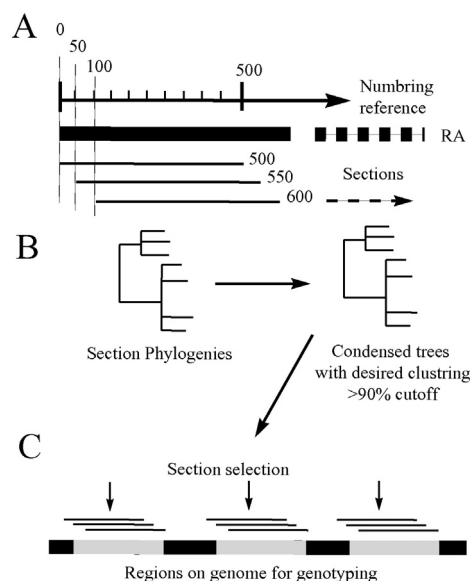 A
0
50
100
500
Numbring
reference
RA
500
550
600
Sections
B
Section Phylogenies
Condensed trees
with desired clustring
>90% cutoff
C
Section selection
Regions on genome for genotyping